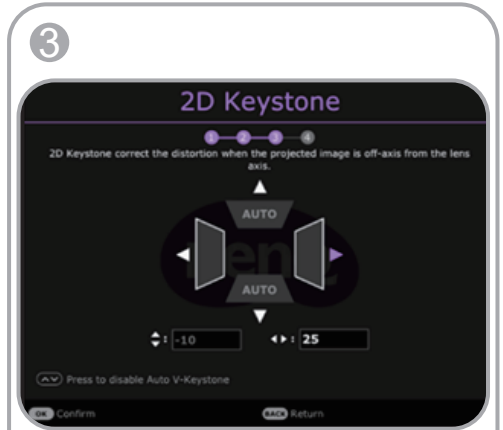 3
2D Keystone
1 2 3 4
2D Keystone correct the distortion when the projected image is off-axis from the lens
axis.
AUTO
BenQ
AUTO
: -10 : 25
Press to disable Auto V-Keystone
OK Confirm BACK Return